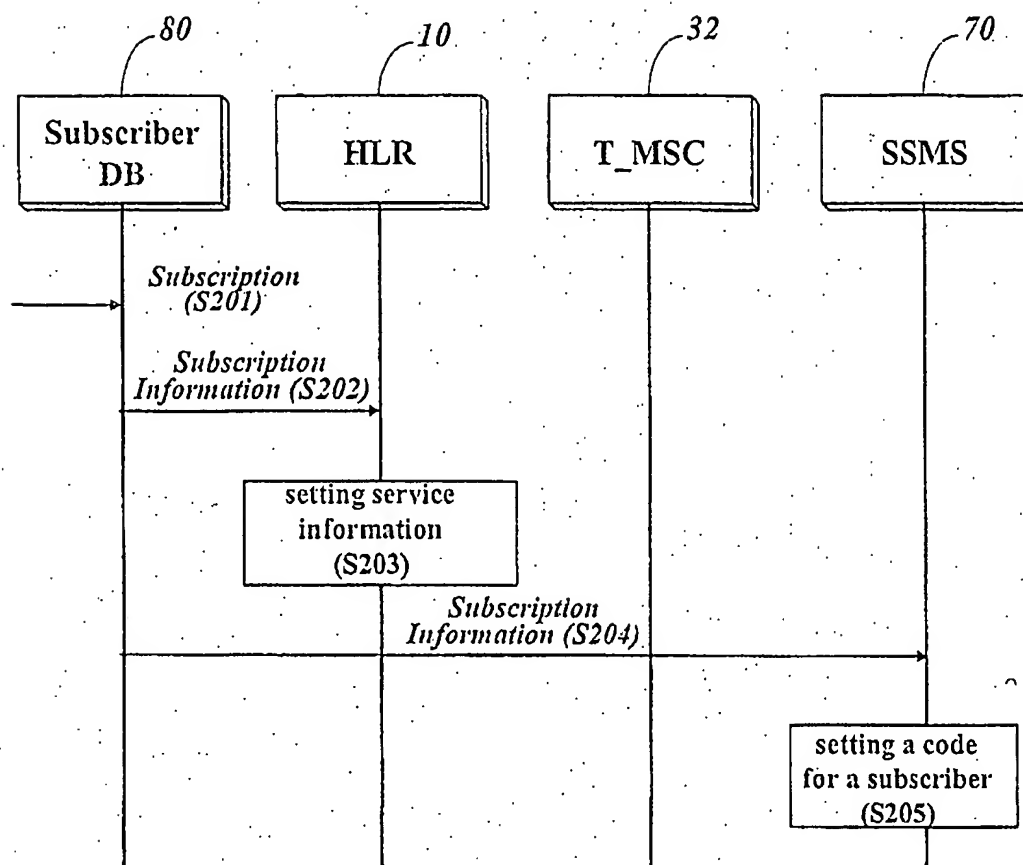 80
10
32
70
Subscriber
DB
HLR
T_MSC
SSMS
Subscription
(S201)
Subscription
Information (S202)
setting service
information
(S203)
Subscription
Information (S204)
setting a code
for a subscriber
(S205)